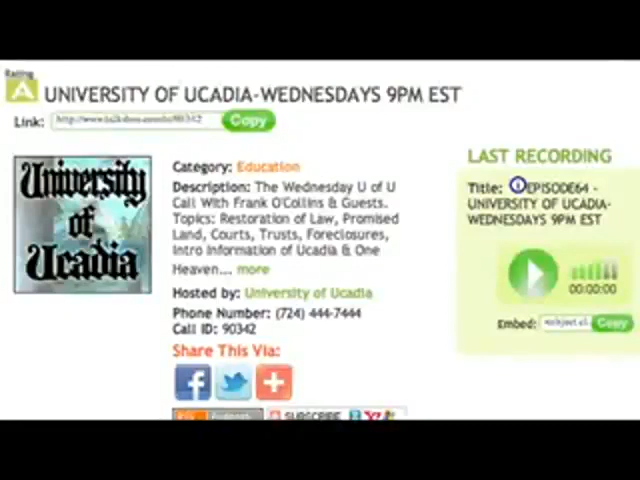 Rating
A UNIVERSITY OF UCADIA-WEDNESDAYS 9PM EST
Link: Copy
University
of
Ucadia
Category: Education
Description: The Wednesday U of U
Call With Frank O'Collins & Guests.
Topics: Restoration of Law, Promised
Land, Courts, Trusts, Foreclosures,
Intro Information of Ucadia & One
Heaven... more
Hosted by: University of Ucadia
Phone Number: (724) 444-7444
Call ID: 90342
Share This Via:
SUBSCRIBE
LAST RECORDING
Title: EPISODE64 -
UNIVERSITY OF UCADIA-
WEDNESDAYS 9PM EST
00:00:00
Embed: Copy